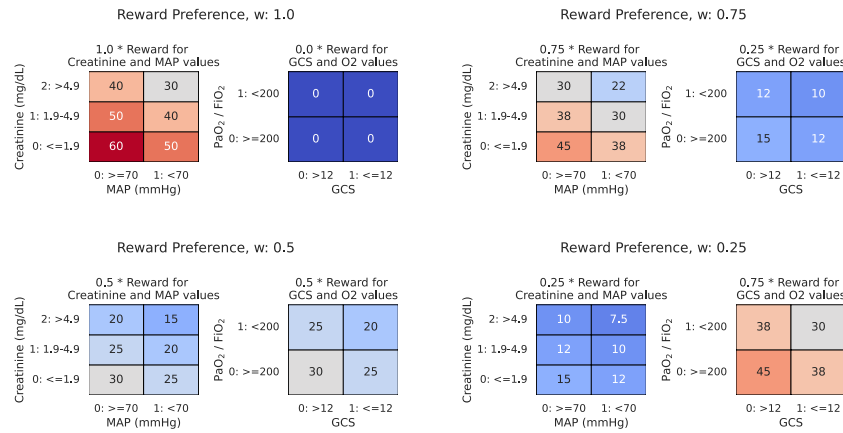 Reward Preference, w: 1.0
1.0 * Reward for
Creatinine and MAP values
0.0 * Reward for
GCS and O2 values
Creatinine (mg/dL)
2: >4.9
40 30
1: 1.9-4.9
50 40
0: <=1.9
60 50
0: >=70 1: <70
MAP (mmHg)
PaO₂ / FiO₂
1: <200
0 0
0: >=200
0 0
0: >12 1: <=12
GCS
Reward Preference, w: 0.75
0.75 * Reward for
Creatinine and MAP values
0.25 * Reward for
GCS and O2 values
Creatinine (mg/dL)
2: >4.9
30 22
1: 1.9-4.9
38 30
0: <=1.9
45 38
0: >=70 1: <70
MAP (mmHg)
PaO₂ / FiO₂
1: <200
12 10
0: >=200
15 12
0: >12 1: <=12
GCS
Reward Preference, w: 0.5
0.5 * Reward for
Creatinine and MAP values
0.5 * Reward for
GCS and O2 values
Creatinine (mg/dL)
2: >4.9
20 15
1: 1.9-4.9
25 20
0: <=1.9
30 25
0: >=70 1: <70
MAP (mmHg)
PaO₂ / FiO₂
1: <200
25 20
0: >=200
30 25
0: >12 1: <=12
GCS
Reward Preference, w: 0.25
0.25 * Reward for
Creatinine and MAP values
0.75 * Reward for
GCS and O2 values
Creatinine (mg/dL)
2: >4.9
10 7.5
1: 1.9-4.9
12 10
0: <=1.9
15 12
0: >=70 1: <70
MAP (mmHg)
PaO₂ / FiO₂
1: <200
38 30
0: >=200
45 38
0: >12 1: <=12
GCS